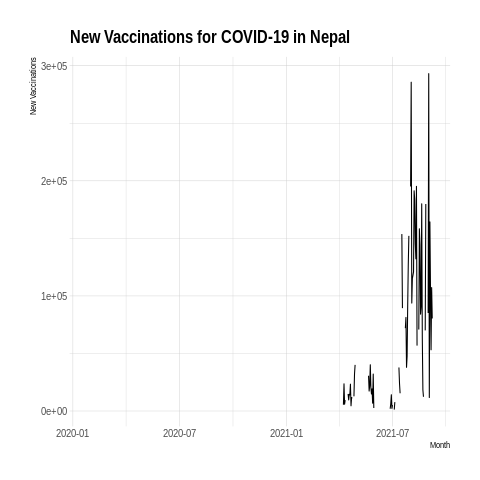 New Vaccinations for COVID-19 in Nepal
New Vaccinations
3e+05
2e+05
1e+05
0e+00
2020-01
2020-07
2021-01
2021-07
Month